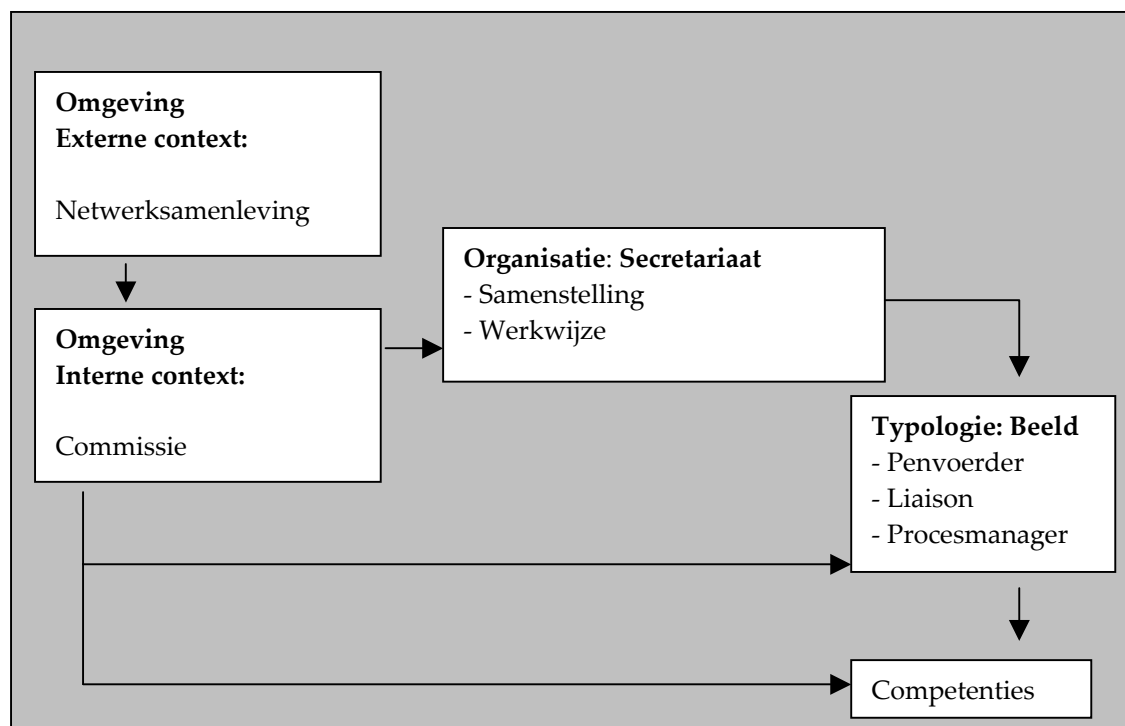 Omgeving
Externe context:
Netwerksamenleving
Omgeving
Interne context:
Commissie
Organisatie: Secretariaat
- Samenstelling
- Werkwijze
Typologie: Beeld
- Penvoerder
- Liaison
- Procesmanager
Competenties